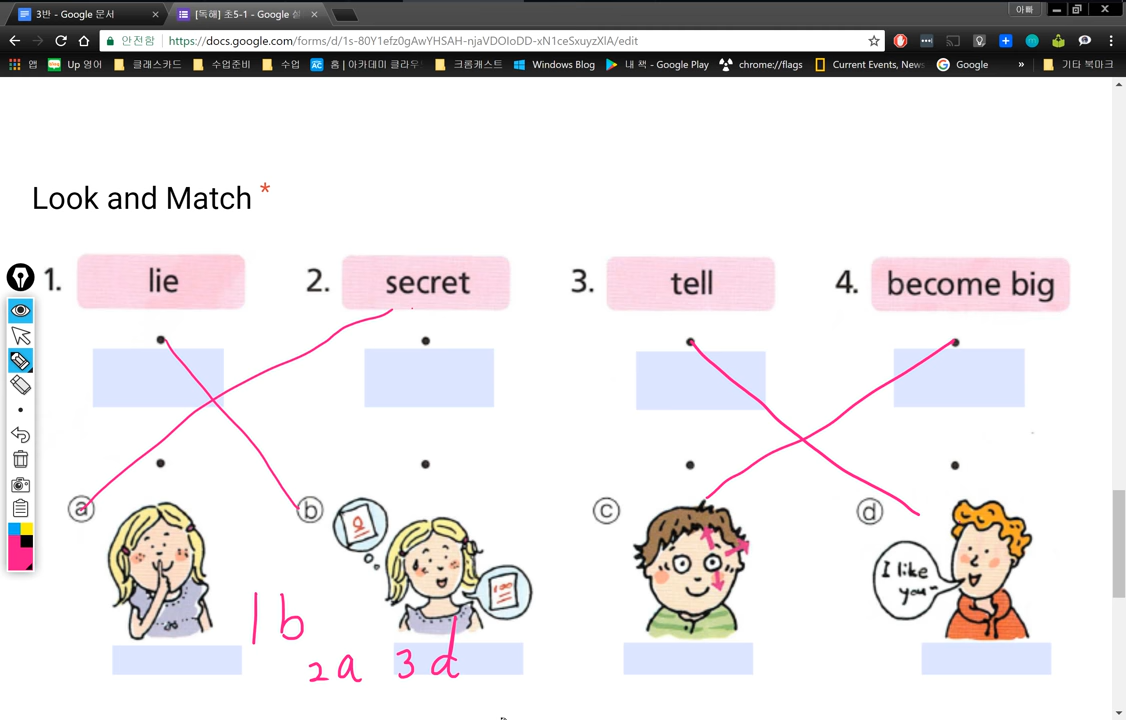 3반 - Google 문서
[독해] 초5-1 - Google 설
아빠
안전함
https://docs.google.com/forms/d/1s-80Y1efz0gAwYHSAH-njaVDOIoDD-xN1ceSxuyzXlA/edit
앱 Up 영어 클래스카드 수업준비 수업 홈 | 아카데미 클라우 크롬캐스트 Windows Blog 내 책 - Google Play chrome://flags Current Events, News Google » 기타 북마크
Look and Match *
1. lie 2. secret 3. tell 4. become big
a b c d
I like
you~
100
1 b
2 a 3 d